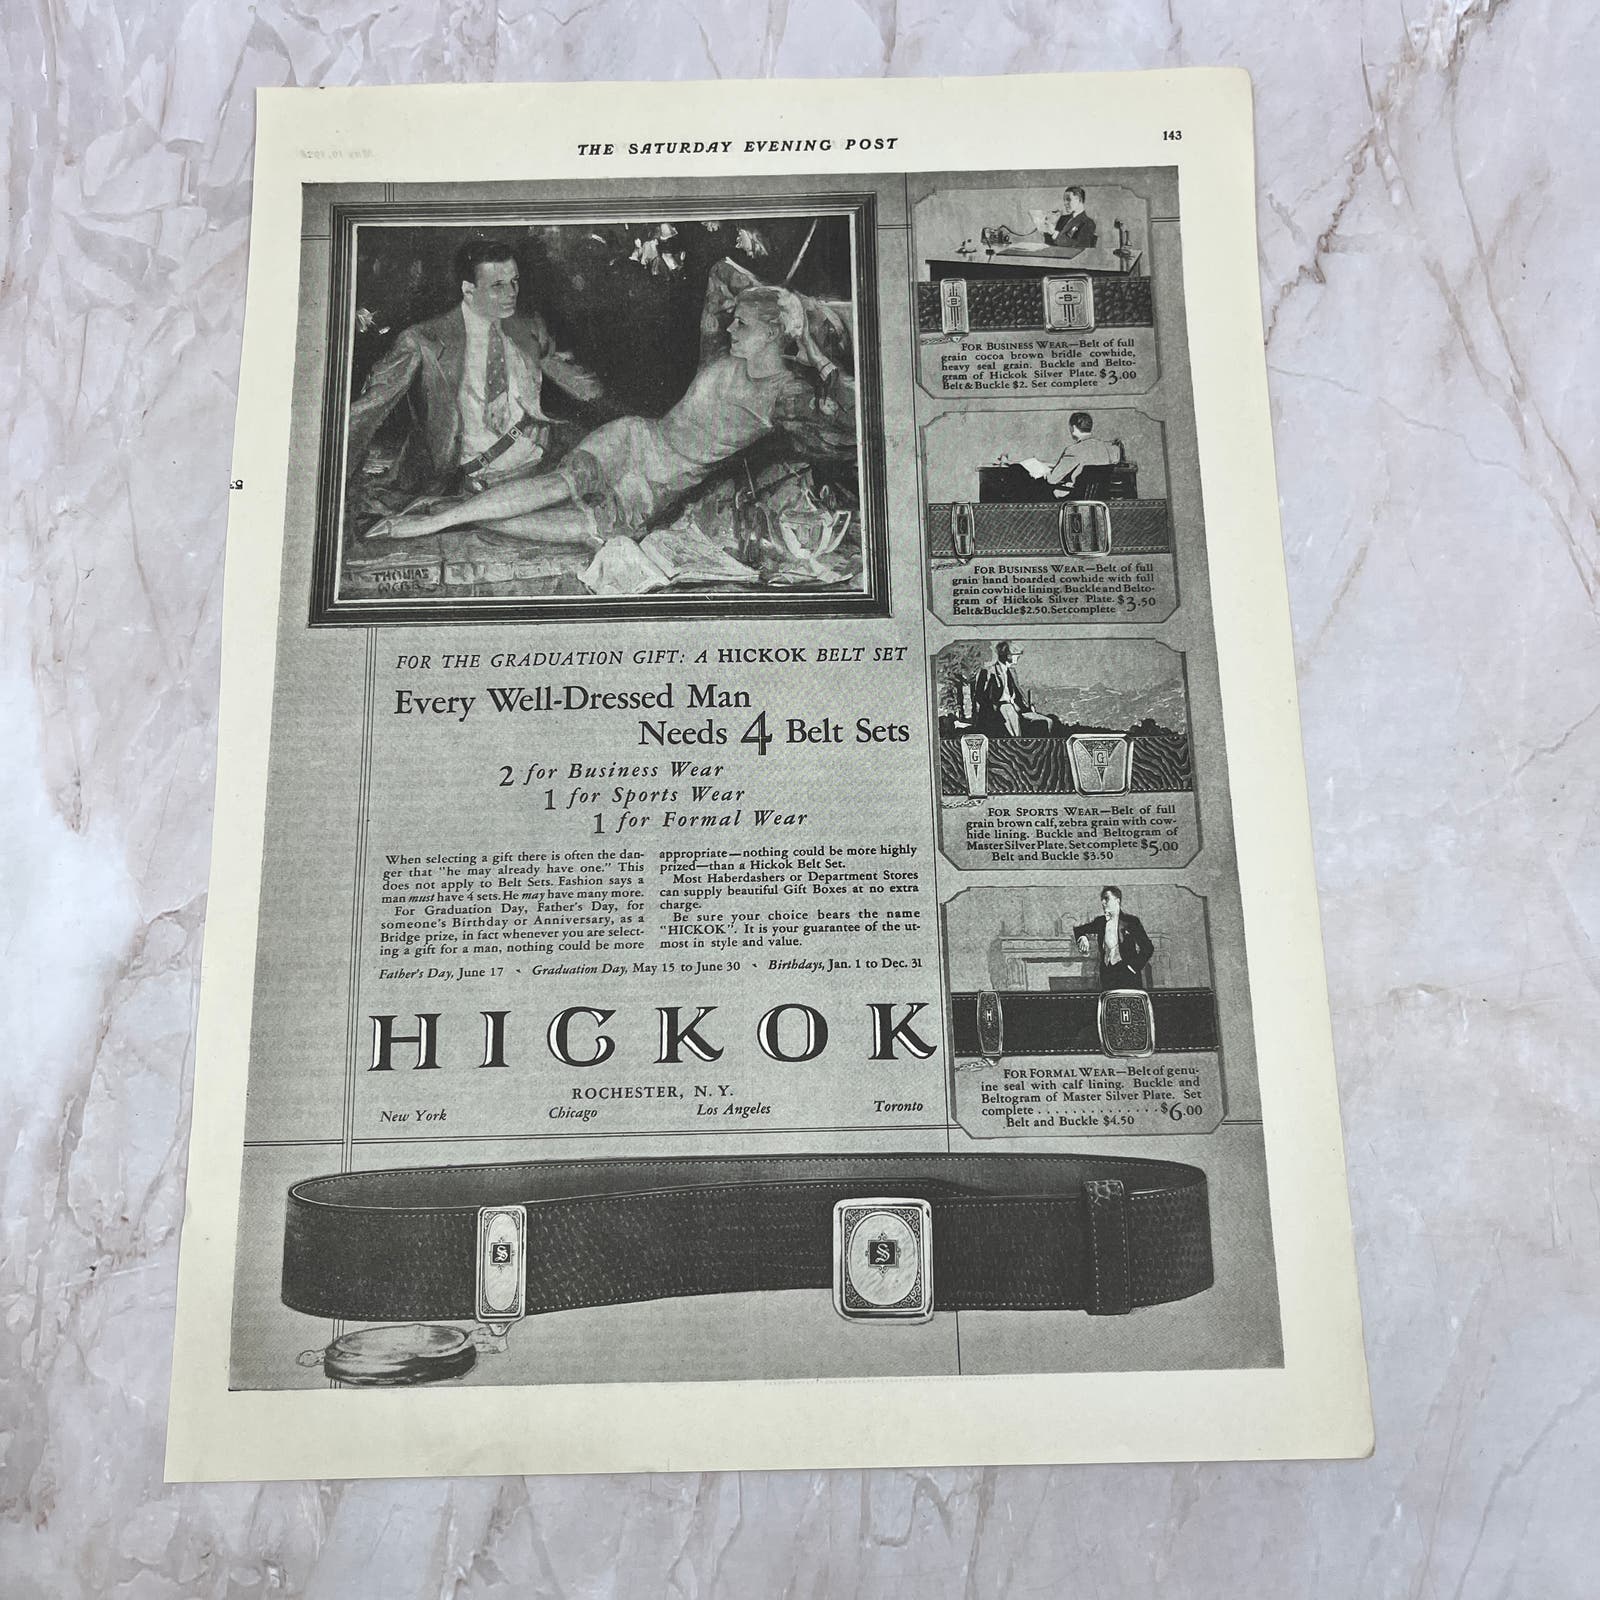 THE SATURDAY EVENING POST
143
THOMAS
WEBB
FOR THE GRADUATION GIFT: A HICKOK BELT SET
Every Well-Dressed Man
Needs 4 Belt Sets
2 for Business Wear
1 for Sports Wear
1 for Formal Wear
When selecting a gift there is often the dan-
ger that "he may already have one." This
does not apply to Belt Sets. Fashion says a
man must have 4 sets. He may have many more.
For Graduation Day, Father's Day, for
someone's Birthday or Anniversary, as a
Bridge prize, in fact whenever you are select-
ing a gift for a man, nothing could be more
appropriate—nothing could be more highly
prized—than a Hickok Belt Set.
Most Haberdashers or Department Stores
can supply beautiful Gift Boxes at no extra
charge.
Be sure your choice bears the name
"HICKOK". It is your guarantee of the ut-
most in style and value.
Father's Day, June 17 Graduation Day, May 15 to June 30 Birthdays, Jan. 1 to Dec. 31
HICKOK
ROCHESTER, N. Y.
New York Chicago Los Angeles Toronto
B
B
FOR BUSINESS WEAR—Belt of full
grain cocoa brown bridle cowhide,
heavy seal grain. Buckle and Belto-
gram of Hickok Silver Plate. $3.00
Belt & Buckle $2. Set complete
FOR BUSINESS WEAR—Belt of full
grain hand boarded cowhide with full
grain cowhide lining. Buckle and Belto-
gram of Hickok Silver Plate. $3.50
Belt & Buckle $2.50. Set complete
G
G
FOR SPORTS WEAR—Belt of full
grain brown calf, zebra grain with cow-
hide lining. Buckle and Beltogram of
Master Silver Plate. Set complete $5.00
Belt and Buckle $3.50
H
H
FOR FORMAL WEAR—Belt of genu-
ine seal with calf lining. Buckle and
Beltogram of Master Silver Plate. Set
complete . . . . . . . . . . . . . . $6.00
Belt and Buckle $4.50
S
S